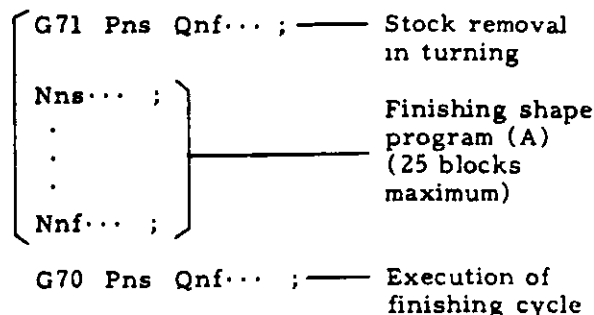 G71 Pns Qnf··· ; Stock removal
in turning
Nns··· ;
Finishing shape
program (A)
(25 blocks
maximum)
Nnf··· ;
G70 Pns Qnf··· ; Execution of
finishing cycle